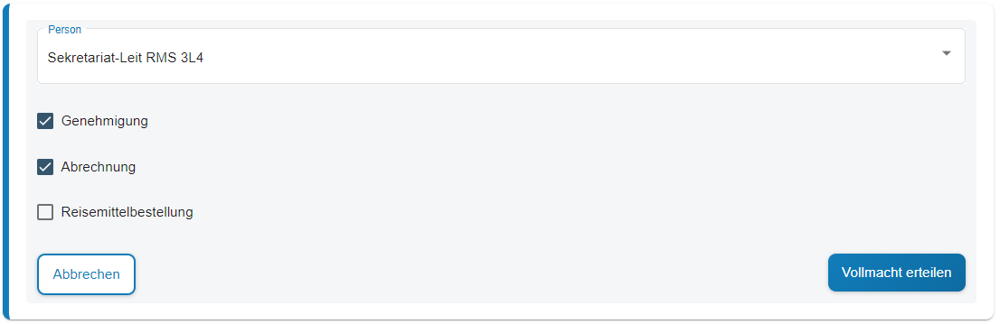 Person
Sekretariat-Leit RMS 3L4
Genehmigung
Abrechnung
Reisemittelbestellung
Abbrechen
Vollmacht erteilen